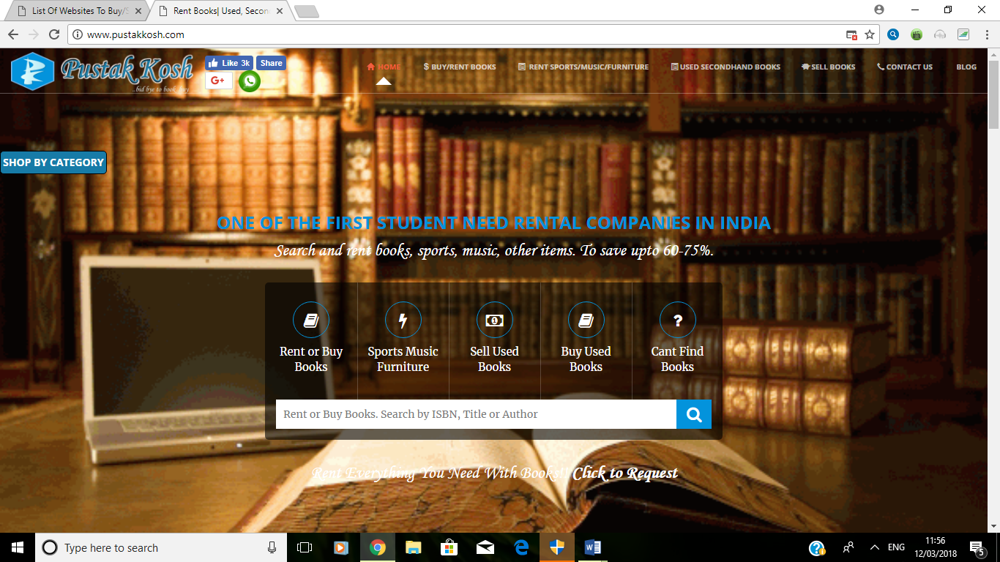 List Of Websites To Buy/S
Rent Books| Used, Secon
www.pustakkosh.com
Pustak Kosh
Like 3k
Share
G+
HOME
$ BUY/RENT BOOKS
RENT SPORTS/MUSIC/FURNITURE
USED SECONDHAND BOOKS
SELL BOOKS
CONTACT US
BLOG
...bid bye to book
SHOP BY CATEGORY
ONE OF THE FIRST STUDENT NEED RENTAL COMPANIES IN INDIA
Search and rent books, sports, music, other items. To save upto 60-75%.
Rent or Buy
Books
Sports Music
Furniture
Sell Used
Books
Buy Used
Books
?
Cant Find
Books
Rent or Buy Books. Search by ISBN, Title or Author
Rent Everything You Need With Books!! Click to Request
Type here to search
ENG
11:56
12/03/2018
5